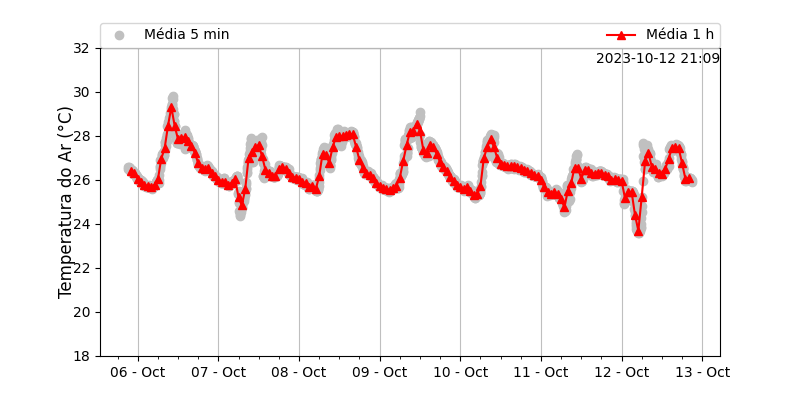 Média 5 min
Média 1 h
2023-10-12 21:09
Temperatura do Ar (°C)
32
30
28
26
24
22
20
18
06 - Oct
07 - Oct
08 - Oct
09 - Oct
10 - Oct
11 - Oct
12 - Oct
13 - Oct